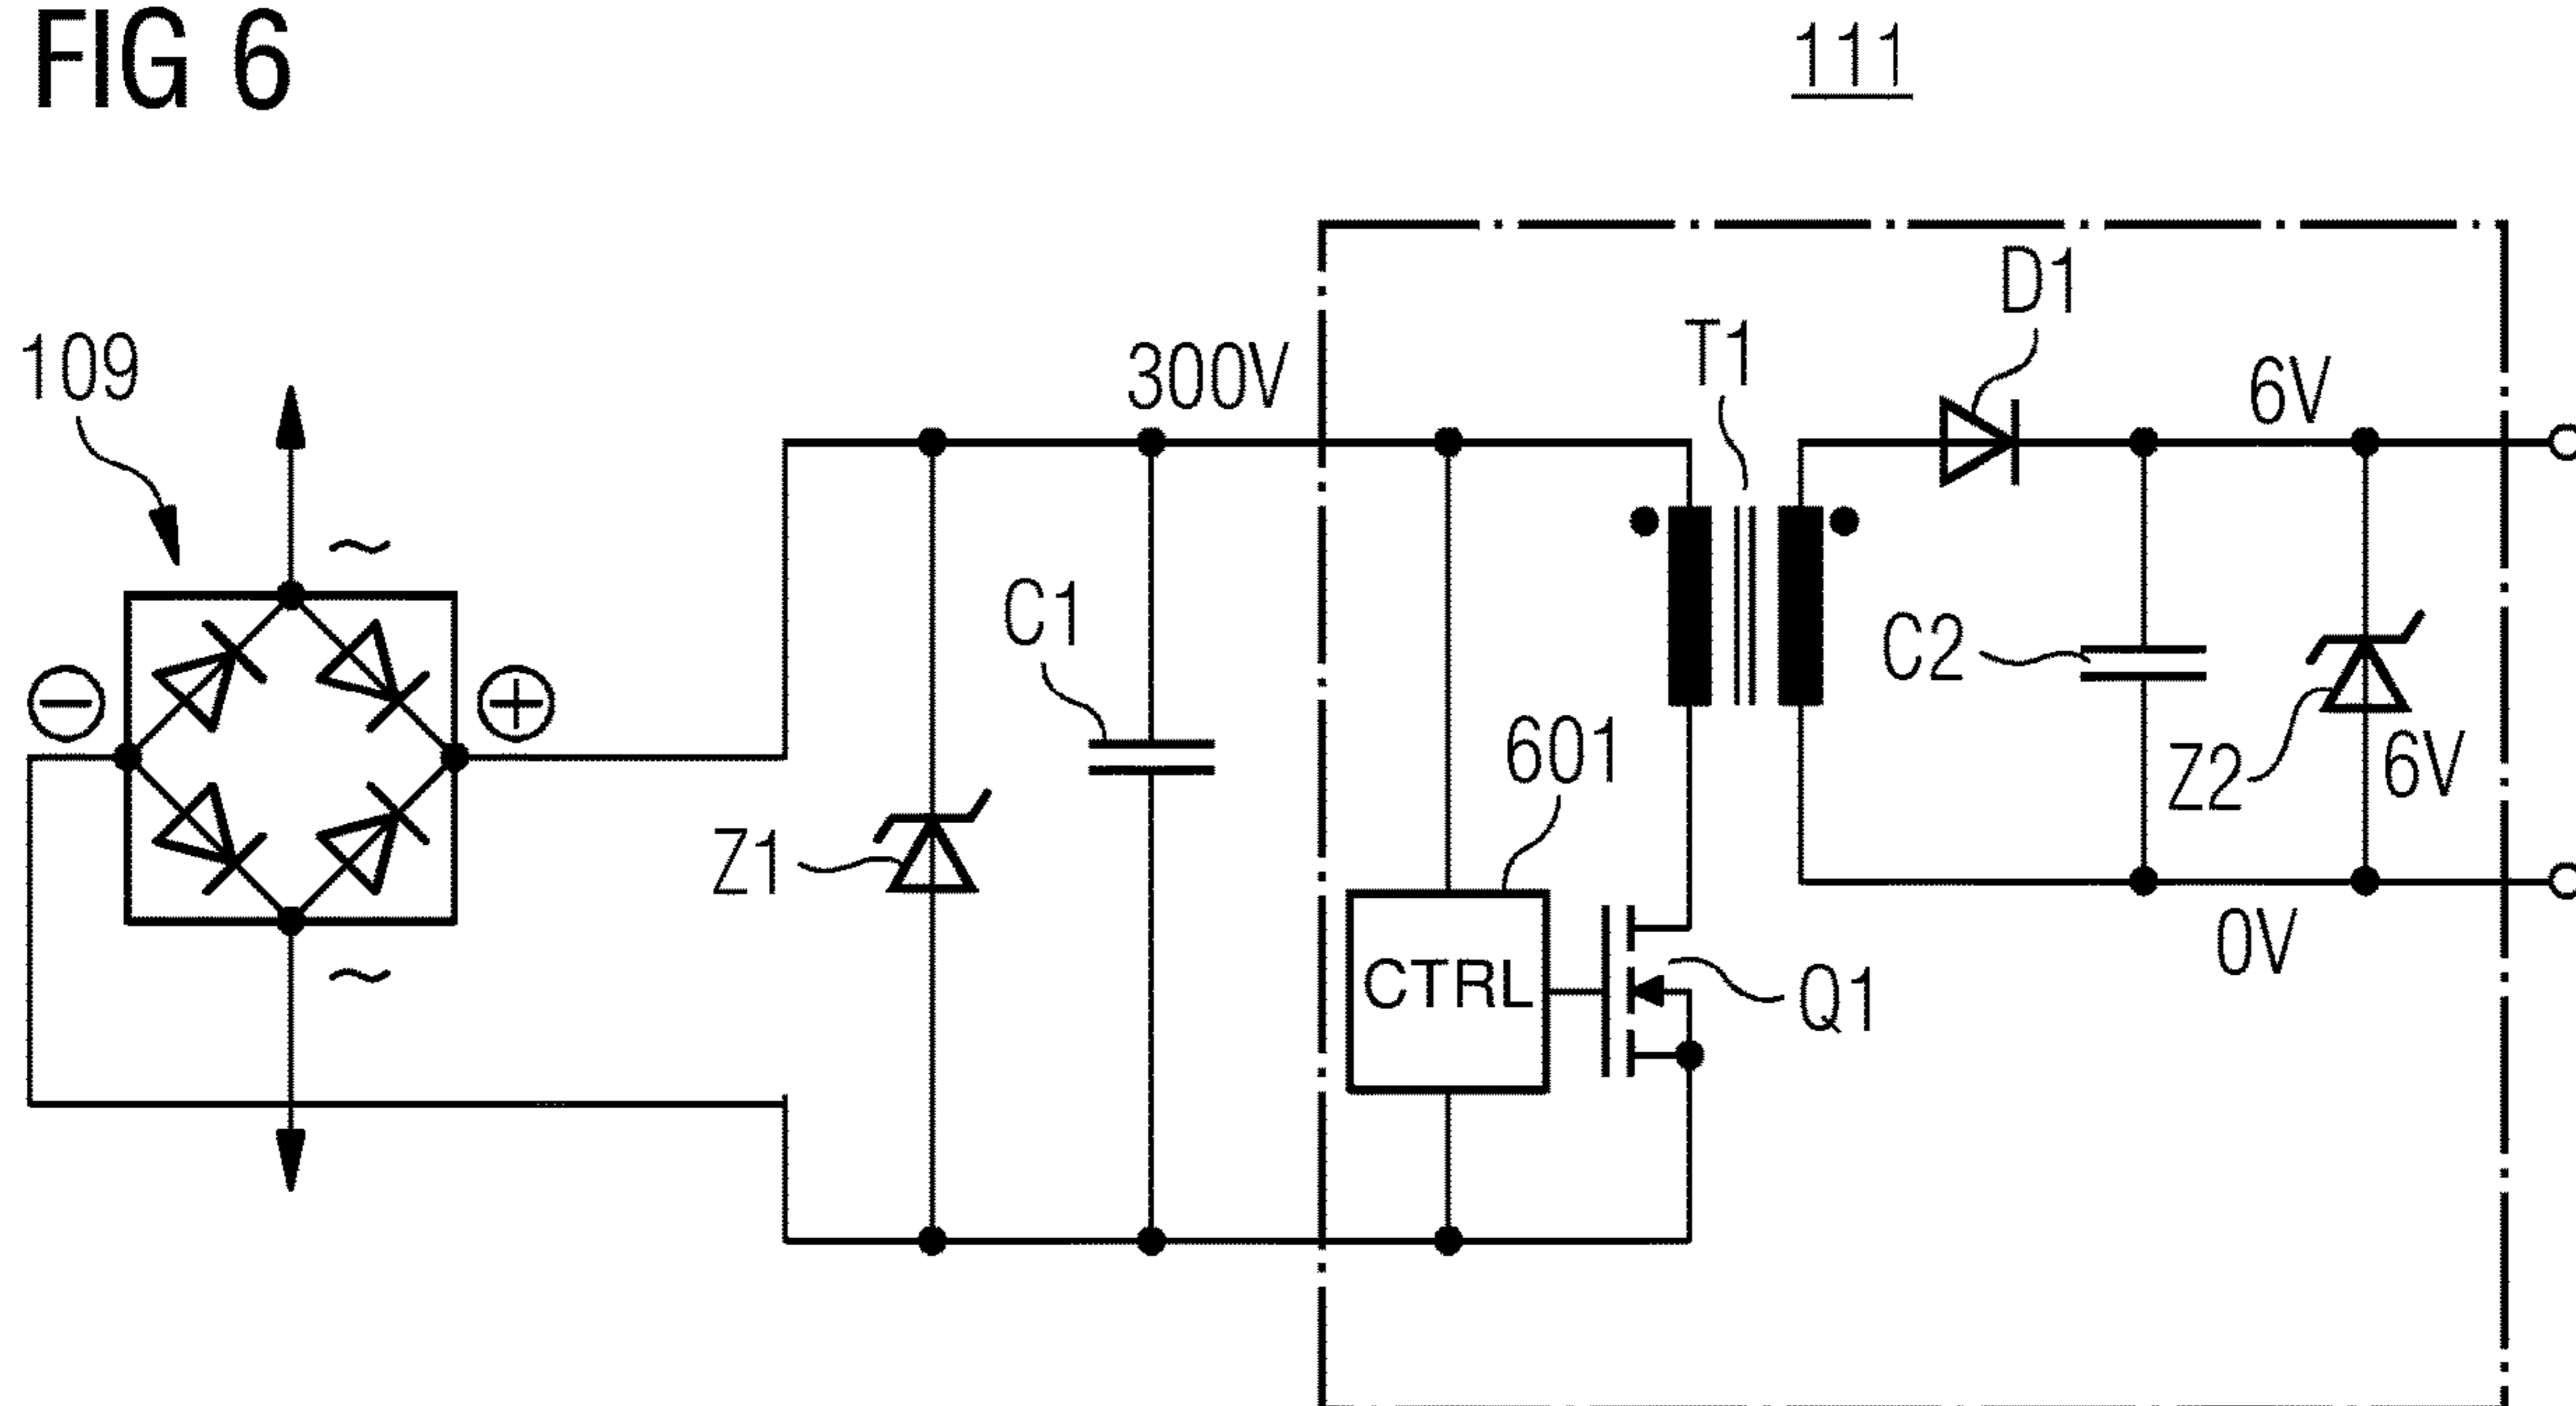 FIG 6
111
109
300V
T1
D1
6V
~
−
+
C1
C2
601
Z1
Z2
6V
CTRL
Q1
0V
~